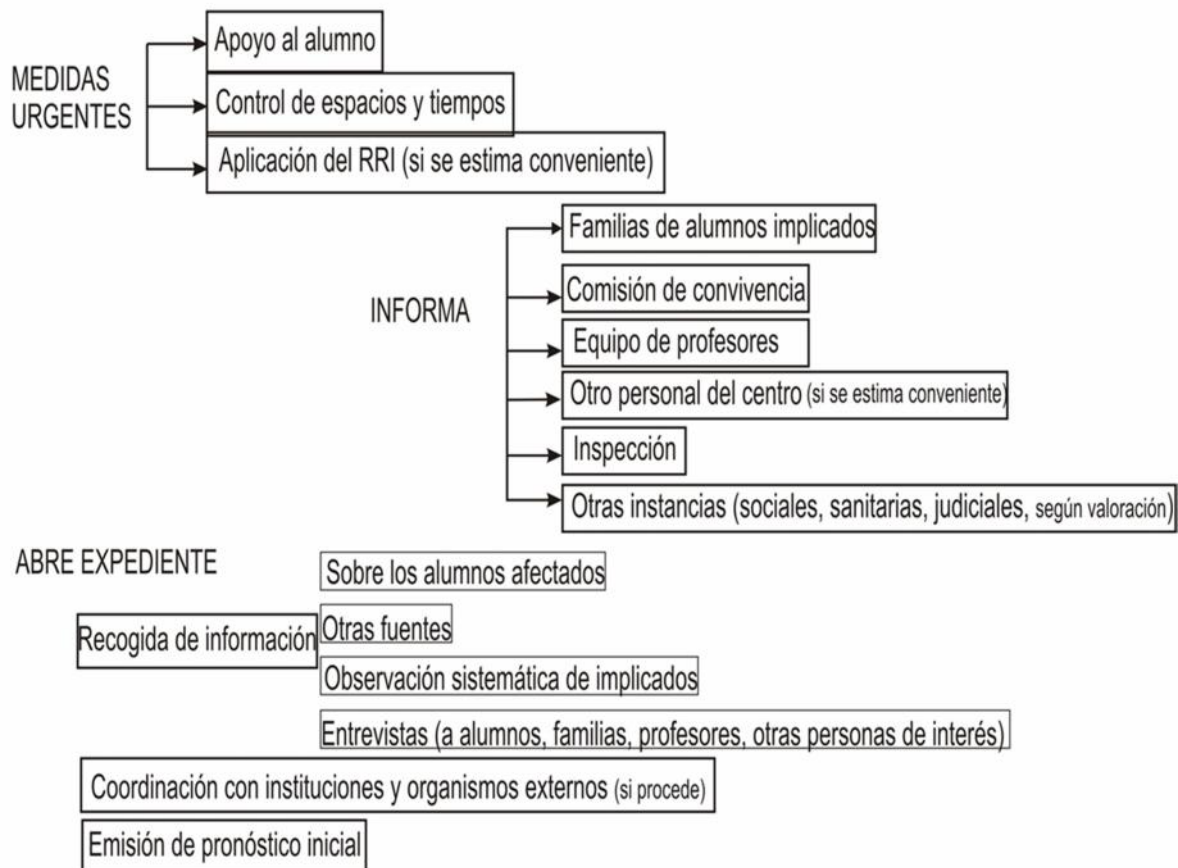 MEDIDAS
URGENTES
Apoyo al alumno
Control de espacios y tiempos
Aplicación del RRI (si se estima conveniente)
INFORMA
Familias de alumnos implicados
Comisión de convivencia
Equipo de profesores
Otro personal del centro (si se estima conveniente)
Inspección
Otras instancias (sociales, sanitarias, judiciales, según valoración)
ABRE EXPEDIENTE
Recogida de información
Sobre los alumnos afectados
Otras fuentes
Observación sistemática de implicados
Entrevistas (a alumnos, familias, profesores, otras personas de interés)
Coordinación con instituciones y organismos externos (si procede)
Emisión de pronóstico inicial